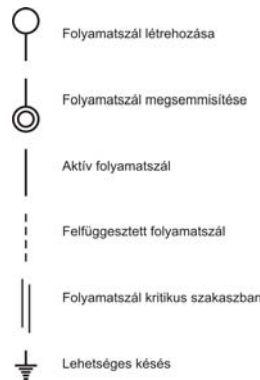 Folyamatszál létrehozása
Folyamatszál megsemmisítése
Aktív folyamatszál
Felfüggesztett folyamatszál
Folyamatszál kritikus szakaszban
Lehetséges késés